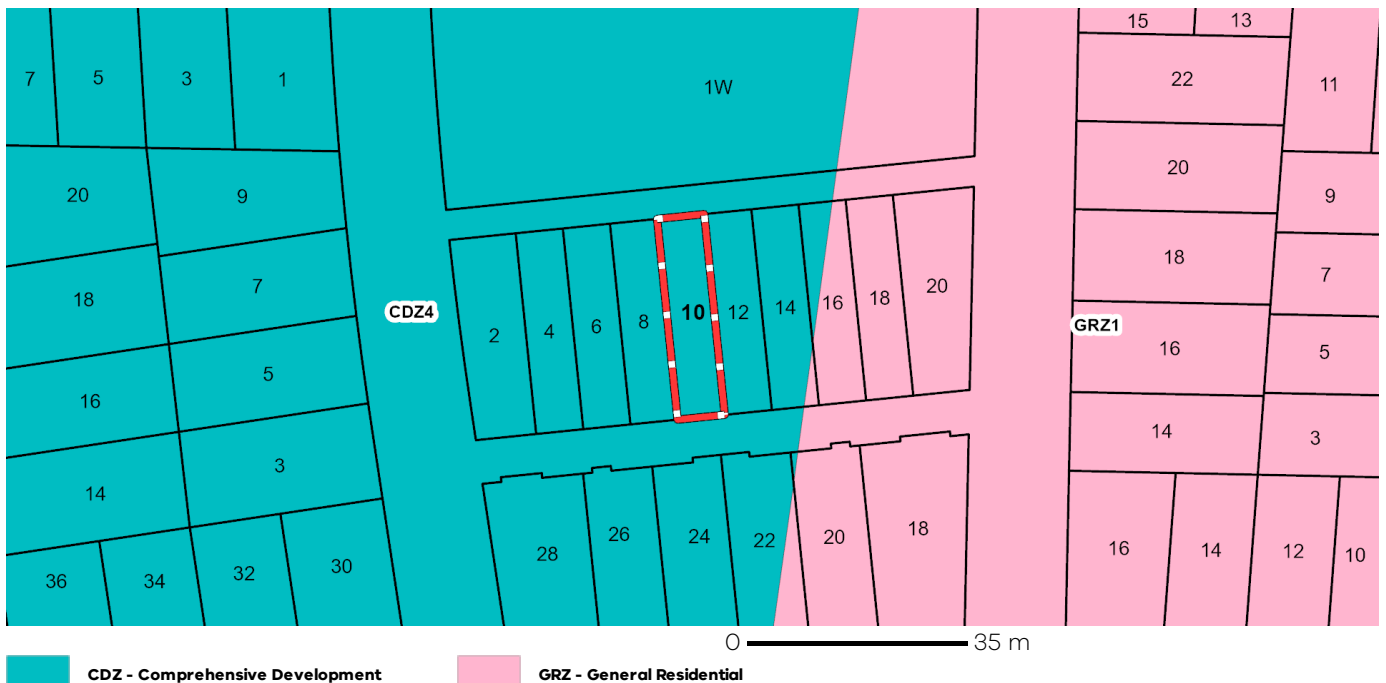 15 13
7 5 3 1 1W 22 11
20 9 20 9
18 7 CDZ4 2 4 6 8 10 12 14 16 18 20 18 7
GRZ1
16 5 16 5
14 3 14 3
36 34 32 30 28 26 24 22 20 18 16 14 12 10
0 35 m
CDZ - Comprehensive Development GRZ - General Residential